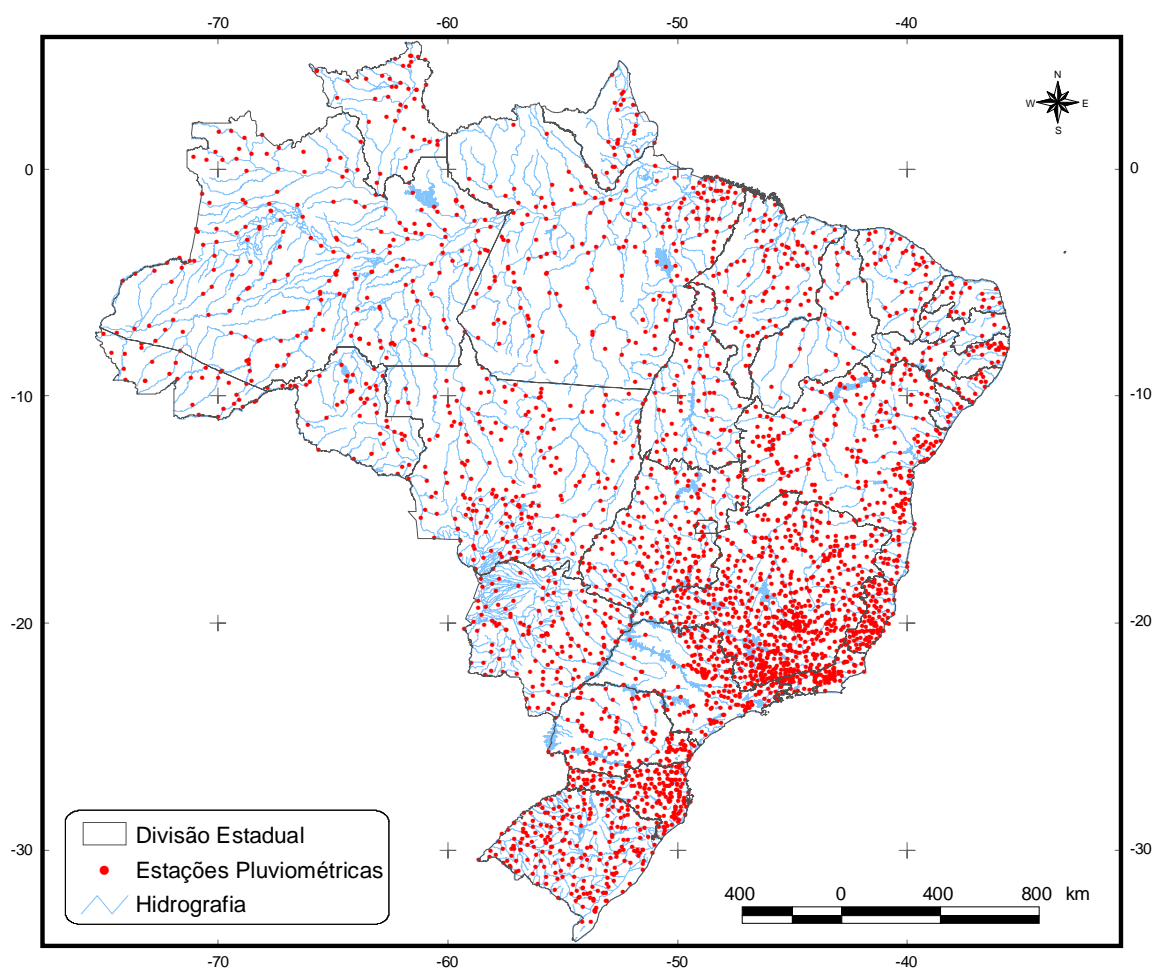 -70 -60 -50 -40
N
W E
S
0 0
-10 -10
-20 -20
-30 -30
Divisão Estadual
Estações Pluviométricas
Hidrografia
400 0 400 800 km
-70 -60 -50 -40